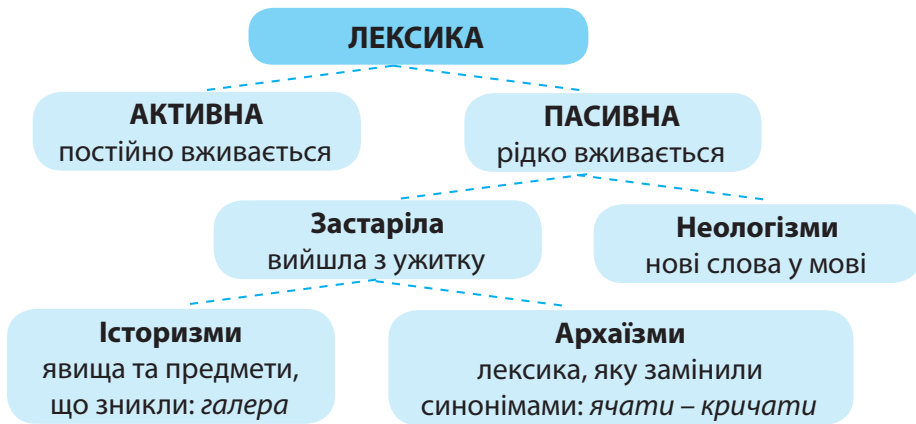 ЛЕКСИКА
АКТИВНА
постійно вживається
ПАСИВНА
рідко вживається
Застаріла
вийшла з ужитку
Неологізми
нові слова у мові
Історизми
явища та предмети,
що зникли: галера
Архаїзми
лексика, яку замінили
синонімами: ячати – кричати